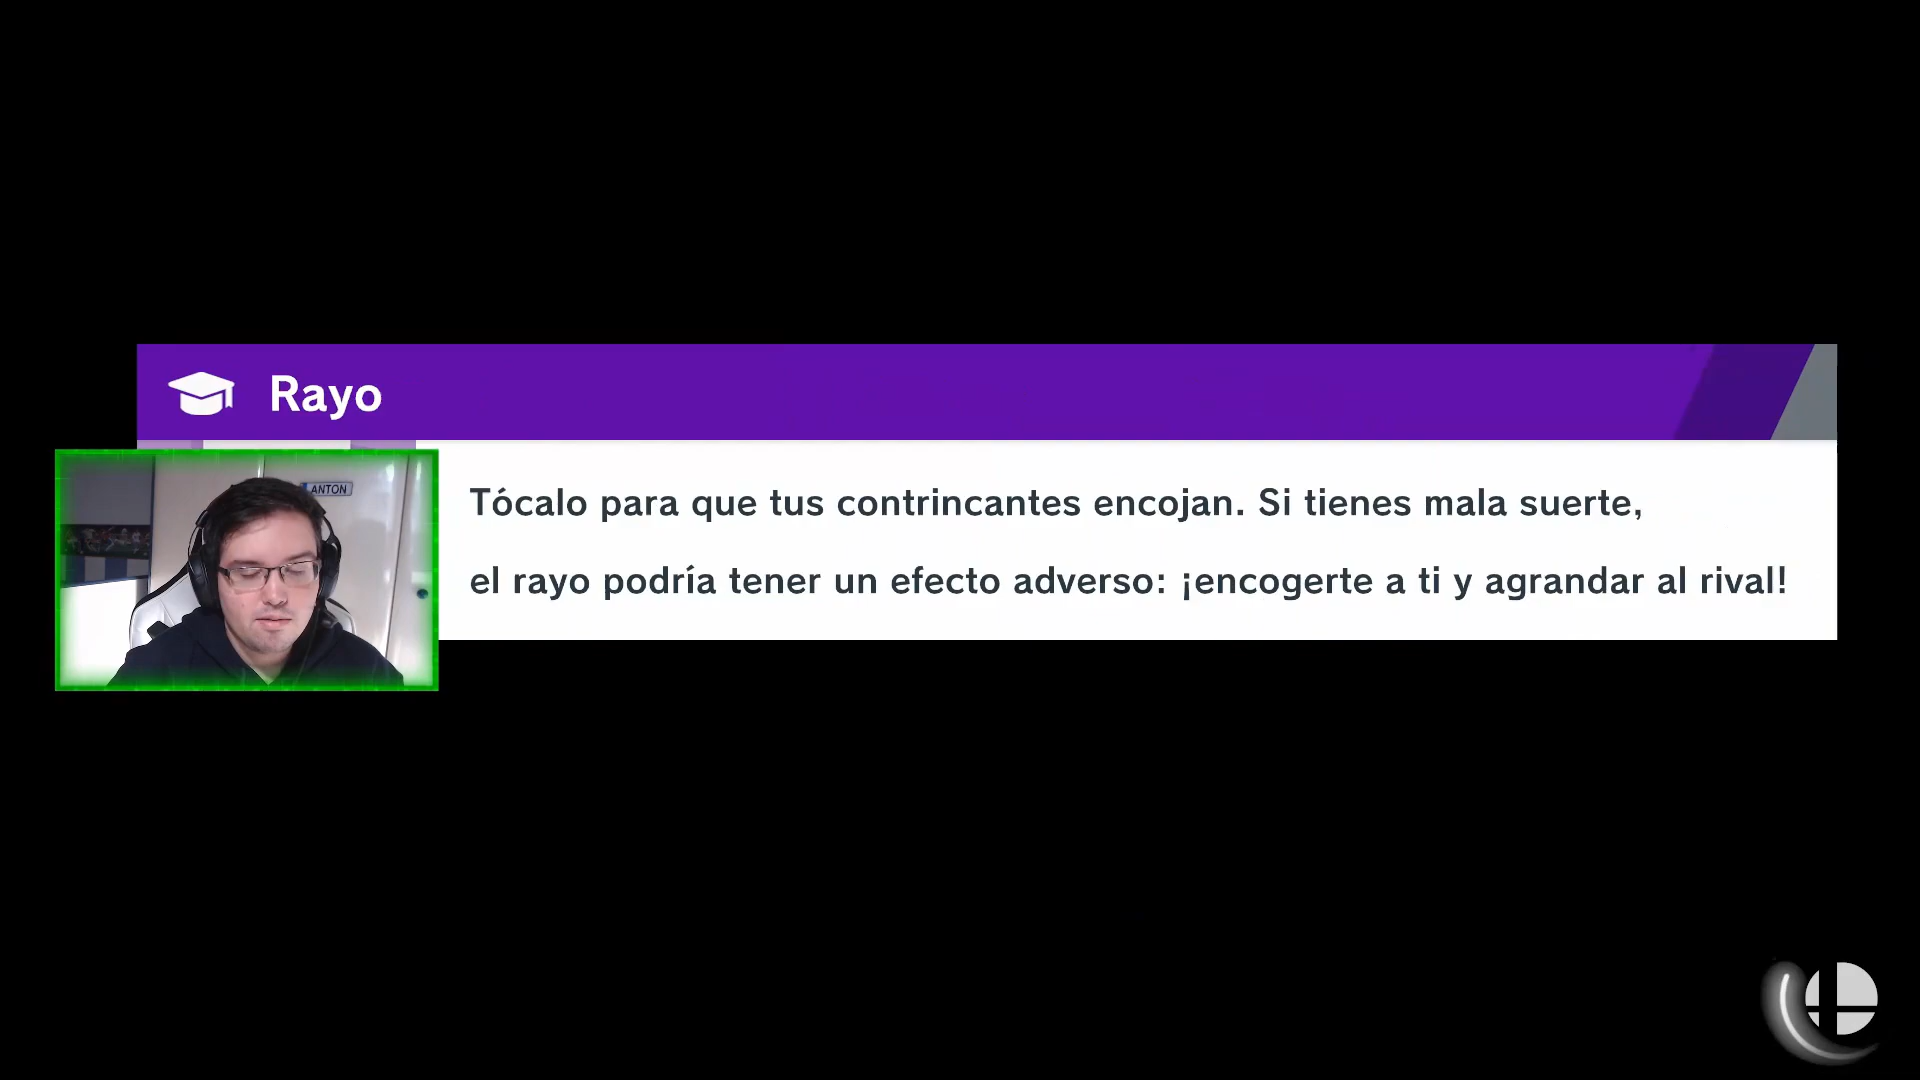 Rayo
ANTON
Tócalo para que tus contrincantes encojan. Si tienes mala suerte,
el rayo podría tener un efecto adverso: ¡encogerte a ti y agrandar al rival!